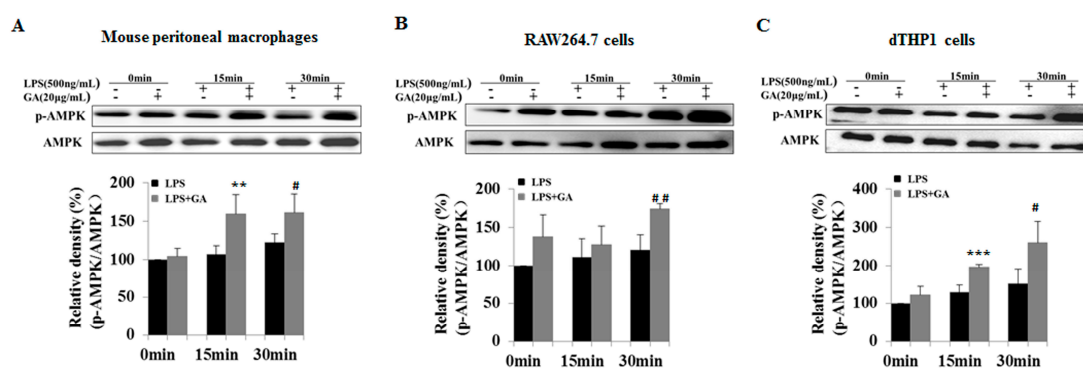 A
Mouse peritoneal macrophages
0min 15min 30min
LPS(500ng/mL) - - + + + +
GA(20μg/mL) - + - + - +
p-AMPK
AMPK
Relative density (%)
(p-AMPK/AMPK)
200
150
100
50
0
LPS
LPS+GA
**
#
0min 15min 30min
B
RAW264.7 cells
0min 15min 30min
LPS(500ng/mL) - - + + + +
GA(20μg/mL) - + - + - +
p-AMPK
AMPK
Relative density (%)
(p-AMPK/AMPK)
200
150
100
50
0
LPS
LPS+GA
##
0min 15min 30min
C
dTHP1 cells
0min 15min 30min
LPS(500ng/mL) - - + + + +
GA(20μg/mL) - + - + - +
p-AMPK
AMPK
Relative density (%)
(p-AMPK/AMPK)
400
300
200
100
0
LPS
LPS+GA
***
#
0min 15min 30min